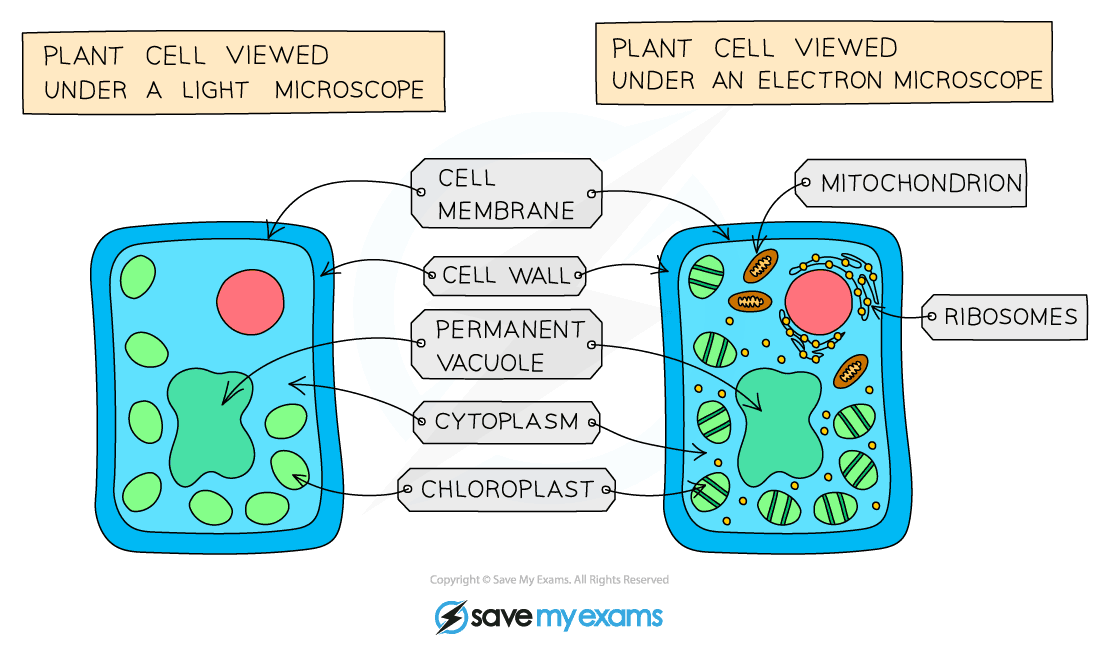 PLANT CELL VIEWED
UNDER A LIGHT MICROSCOPE
PLANT CELL VIEWED
UNDER AN ELECTRON MICROSCOPE
CELL
MEMBRANE
MITOCHONDRION
CELL WALL
RIBOSOMES
PERMANENT
VACUOLE
CYTOPLASM
CHLOROPLAST
Copyright © Save My Exams. All Rights Reserved
save my exams